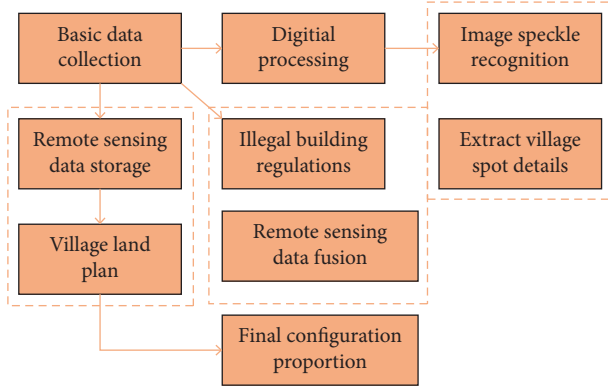 Basic data
collection
Digitial
processing
Image speckle
recognition
Remote sensing
data storage
Illegal building
regulations
Extract village
spot details
Village land
plan
Remote sensing
data fusion
Final configuration
proportion